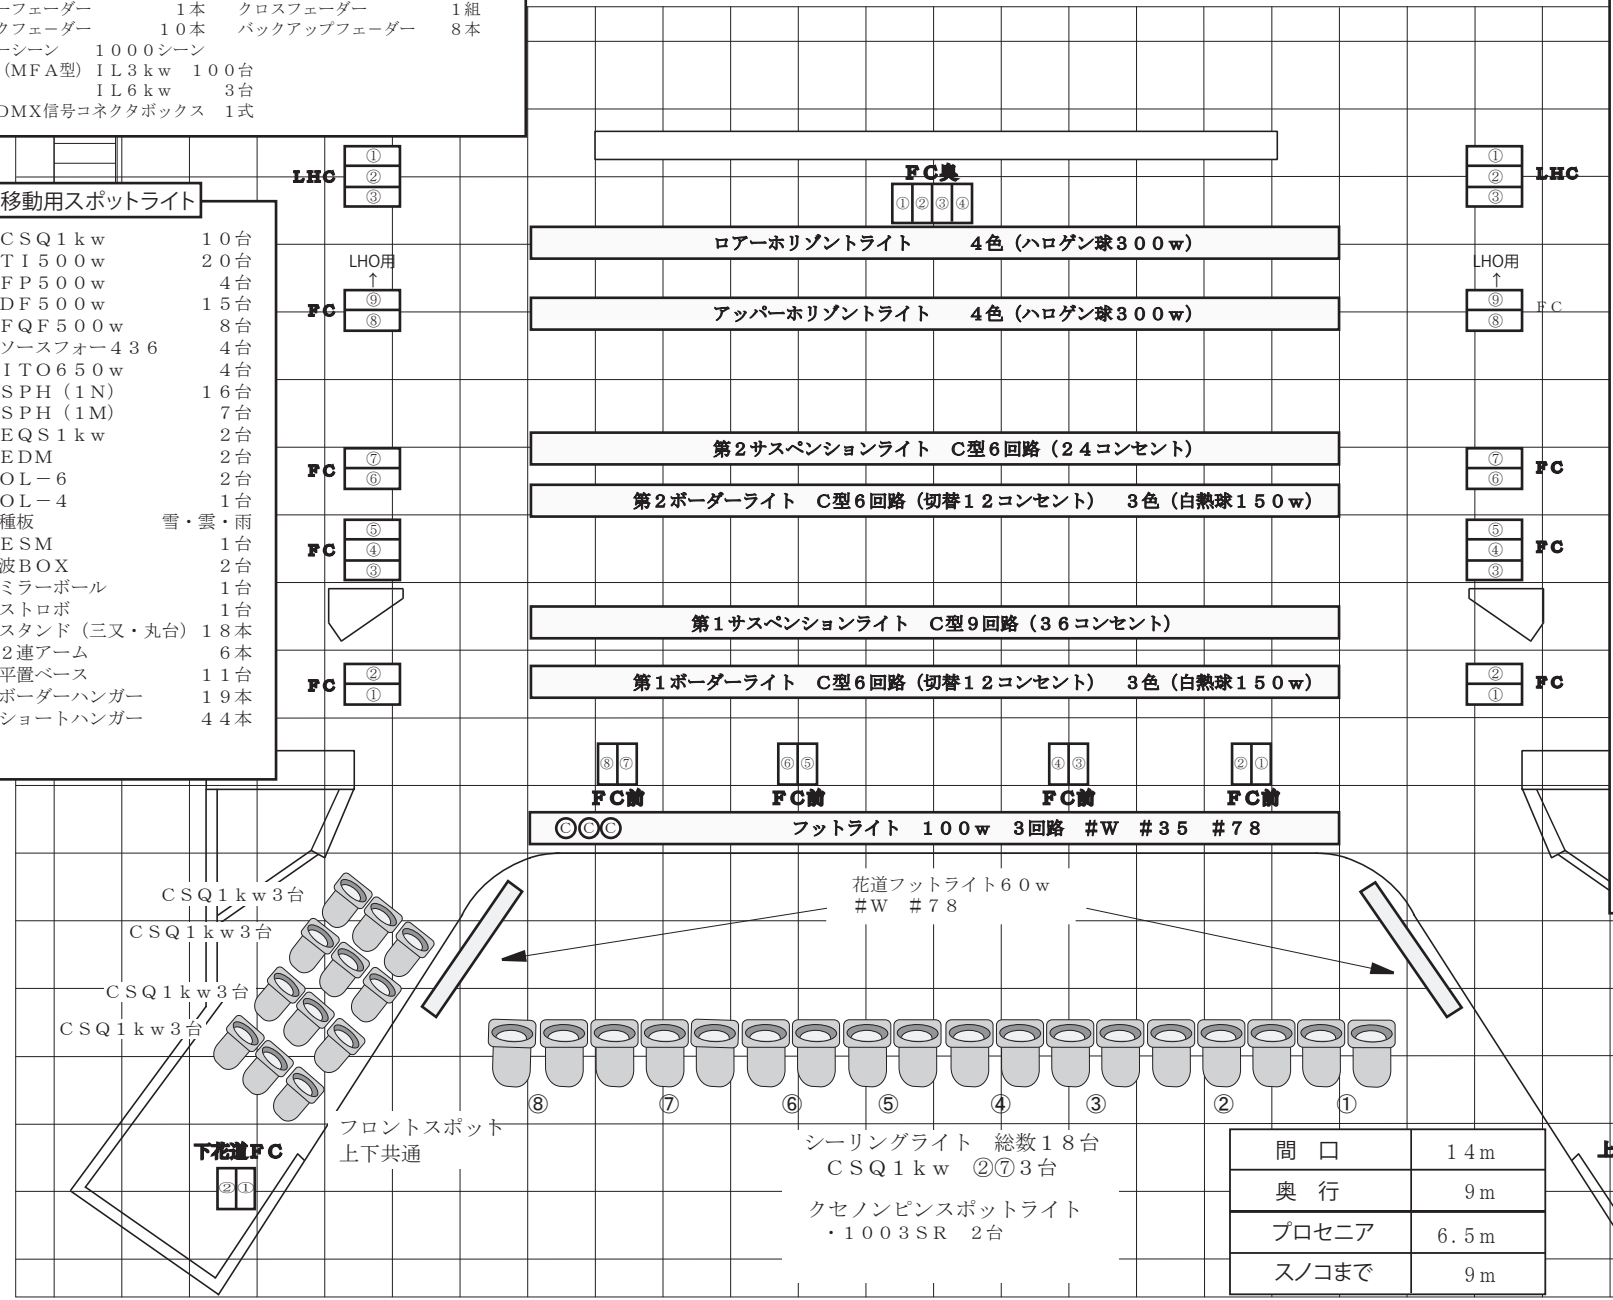 ーフェーダー　１本　クロスフェーダー　１組
クフェーダー　１０本　バックアップフェーダー　８本
ーシーン　１０００シーン
（ＭＦＡ型）ＩＬ３ｋｗ　１００台
ＩＬ６ｋｗ　３台
ＤＭＸ信号コネクタボックス　１式
移動用スポットライト
ＣＳＱ１ｋｗ　１０台
ＴＩ５００ｗ　２０台
ＦＰ５００ｗ　４台
ＤＦ５００ｗ　１５台
ＦＱＦ５００ｗ　８台
ソースフォー４３６　４台
ＩＴＯ６５０ｗ　４台
ＳＰＨ（１Ｎ）　１６台
ＳＰＨ（１Ｍ）　７台
ＥＱＳ１ｋｗ　２台
ＥＤＭ　２台
ＯＬ－６　２台
ＯＬ－４　１台
種板　雪・雲・雨
ＥＳＭ　１台
波ＢＯＸ　２台
ミラーボール　１台
ストロボ　１台
スタンド（三又・丸台）１８本
２連アーム　６本
平置ベース　１１台
ボーダーハンガー　１９本
ショートハンガー　４４本
ＬＨＣ
①
②
③
LHO用
↑
ＦＣ
⑨
⑧
ＦＣ
⑦
⑥
ＦＣ
⑤
④
③
ＦＣ
②
①
ＦＣ奥
①②③④
ロアーホリゾントライト　４色（ハロゲン球３００ｗ）
アッパーホリゾントライト　４色（ハロゲン球３００ｗ）
第２サスペンションライト　Ｃ型６回路（２４コンセント）
第２ボーダーライト　Ｃ型６回路（切替１２コンセント）　３色（白熱球１５０ｗ）
第１サスペンションライト　Ｃ型９回路（３６コンセント）
第１ボーダーライト　Ｃ型６回路（切替１２コンセント）　３色（白熱球１５０ｗ）
①
②
③
ＬＨＣ
LHO用
↑
⑨
⑧
ＦＣ
⑦
⑥
ＦＣ
⑤
④
③
ＦＣ
②
①
ＦＣ
⑧⑦　⑥⑤　④③　②①
ＦＣ前　ＦＣ前　ＦＣ前　ＦＣ前
ⒸⒸⒸ　フットライト　１００ｗ　３回路　＃Ｗ　＃３５　＃７８
花道フットライト６０ｗ
＃Ｗ　＃７８
ＣＳＱ１ｋｗ３台
ＣＳＱ１ｋｗ３台
ＣＳＱ１ｋｗ３台
ＣＳＱ１ｋｗ３台
⑧　⑦　⑥　⑤　④　③　②　①
フロントスポット
上下共通
下花道ＦＣ
②①
シーリングライト　総数１８台
ＣＳＱ１ｋｗ　②⑦３台
クセノンピンスポットライト
・１００３ＳＲ　２台
間口　１４ｍ
奥行　９ｍ
プロセニア　６.５ｍ
スノコまで　９ｍ
上